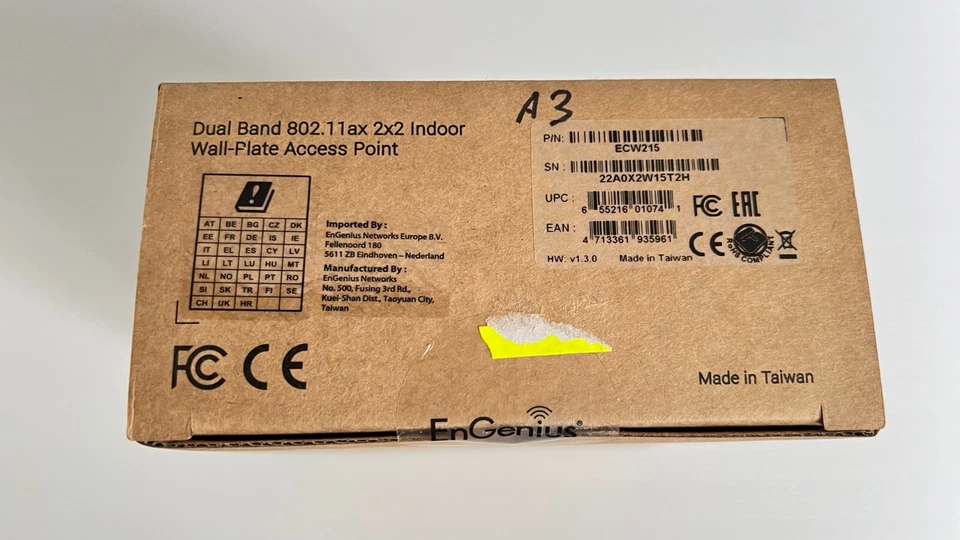 A3
Dual Band 802.11ax 2x2 Indoor
Wall-Plate Access Point
AT BE BG CZ DK
EE FR DE IS IE
IT EL ES CY LV
LI LT LU HU MT
NL NO PL PT RO
SI SK TR FI SE
CH UK HR
Imported By :
EnGenius Networks Europe B.V.
Fellenoord 180
5611 ZB Eindhoven – Nederland
Manufactured By :
EnGenius Networks
No. 500, Fusing 3rd Rd.,
Kuei-Shan Dist., Taoyuan City,
Taiwan
P/N:
ECW215
SN :
22A0X2W15T2H
UPC :
6 55216 01074 1
EAN :
4 713361 935961
HW: v1.3.0 Made in Taiwan
FC EAC
CE RoHS COMPLIANT
FC CE
Made in Taiwan
EnGenius®